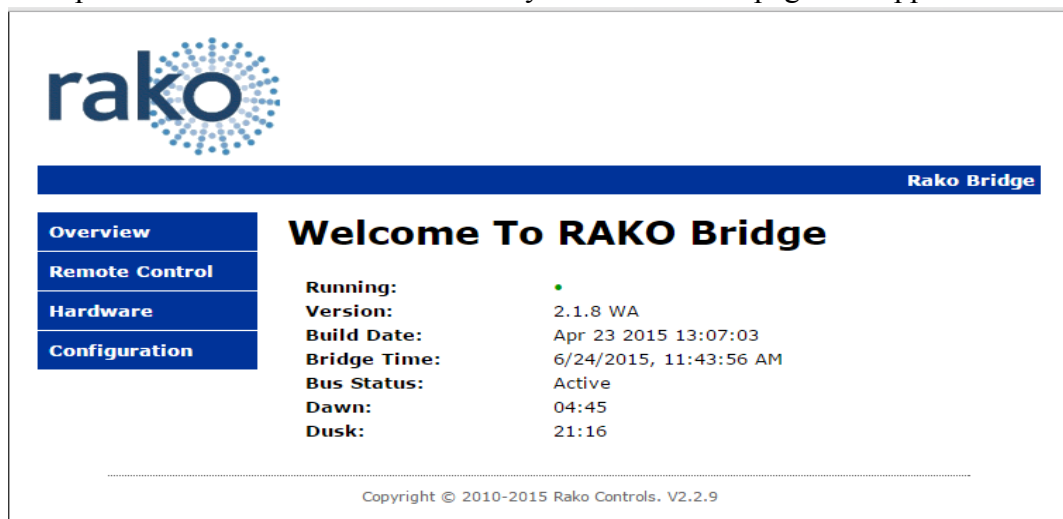 rako
Rako Bridge
Overview
Remote Control
Hardware
Configuration
Welcome To RAKO Bridge
Running: •
Version: 2.1.8 WA
Build Date: Apr 23 2015 13:07:03
Bridge Time: 6/24/2015, 11:43:56 AM
Bus Status: Active
Dawn: 04:45
Dusk: 21:16
Copyright © 2010-2015 Rako Controls. V2.2.9